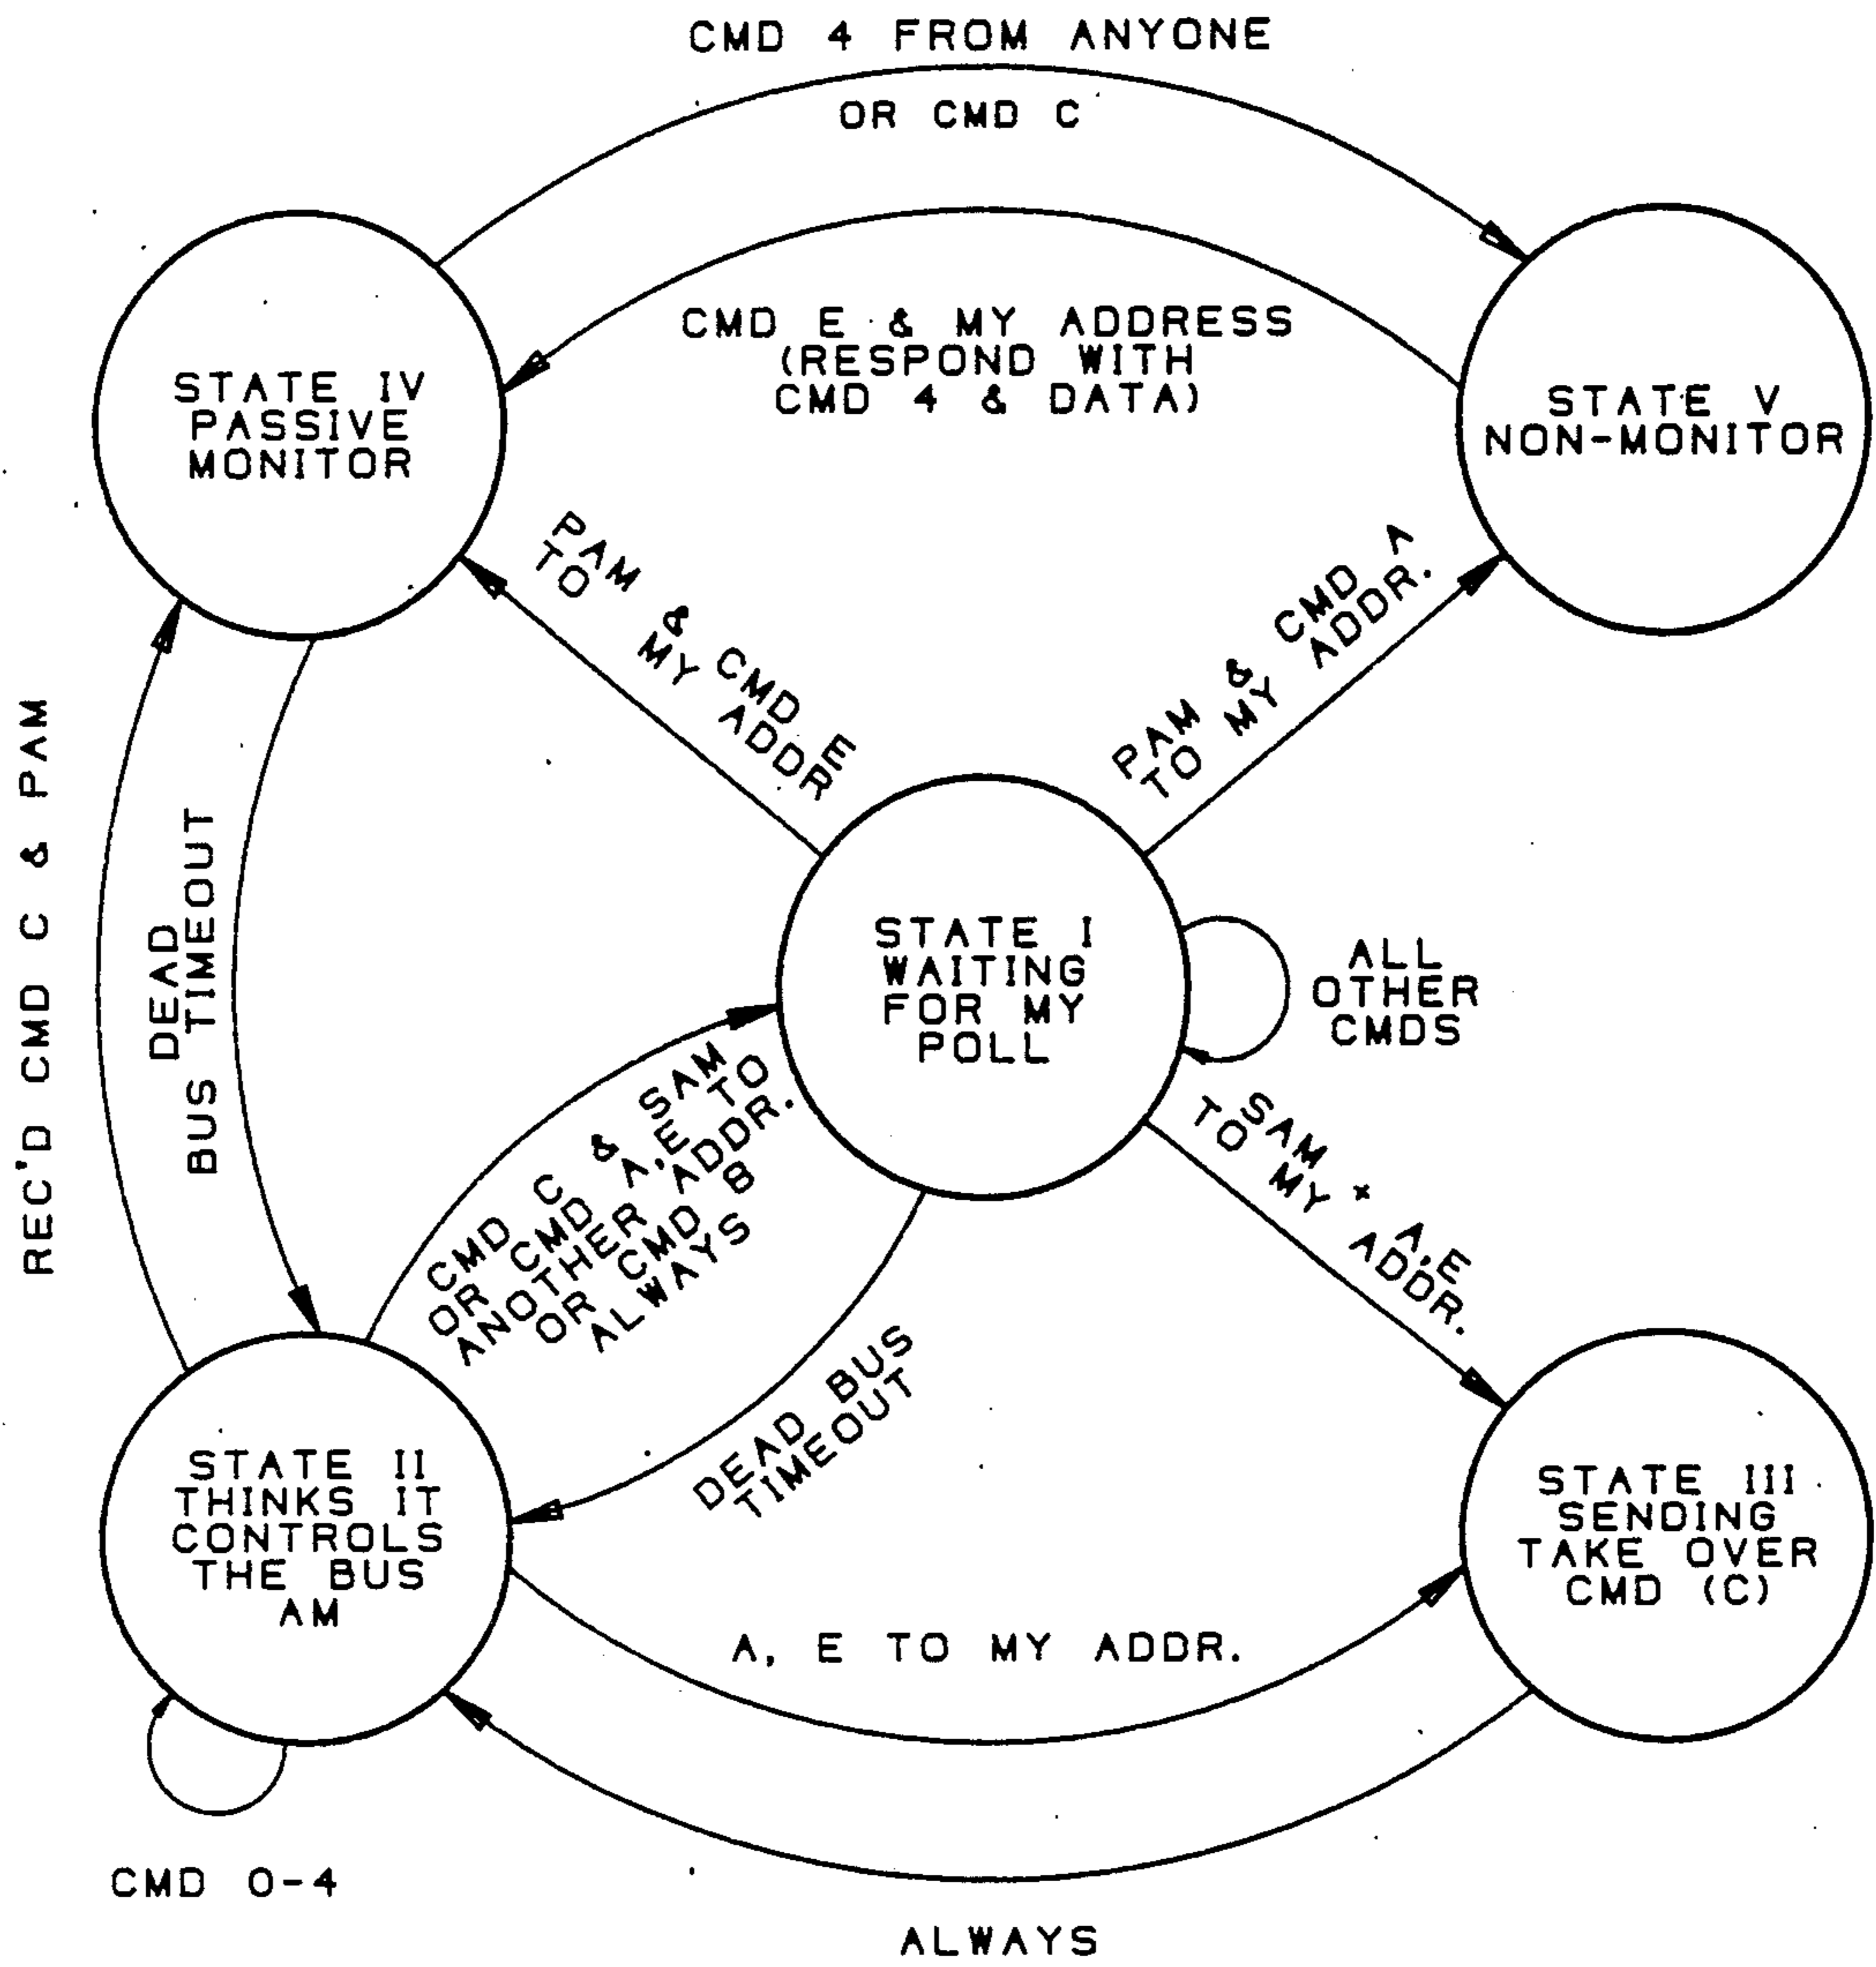 CMD 4 FROM ANYONE
OR CMD C
CMD E & MY ADDRESS
(RESPOND WITH
CMD 4 & DATA)
STATE IV
PASSIVE
MONITOR
STATE V
NON-MONITOR
PAM & CMD E
TO MY ADDR
PAM & CMD A
TO MY ADDR.
REC'D CMD C & PAM
DEAD
BUS TIMEOUT
STATE I
WAITING
FOR MY
POLL
ALL
OTHER
CMDS
CMD C & SAM
OR CMD A,E TO
ANOTHER ADDR.
OR CMD B
ALWAYS
SAM * A,E
TO MY ADDR.
DEAD BUS
TIMEOUT
STATE II
THINKS IT
CONTROLS
THE BUS
AM
STATE III
SENDING
TAKE OVER
CMD (C)
A, E TO MY ADDR.
CMD 0-4
ALWAYS